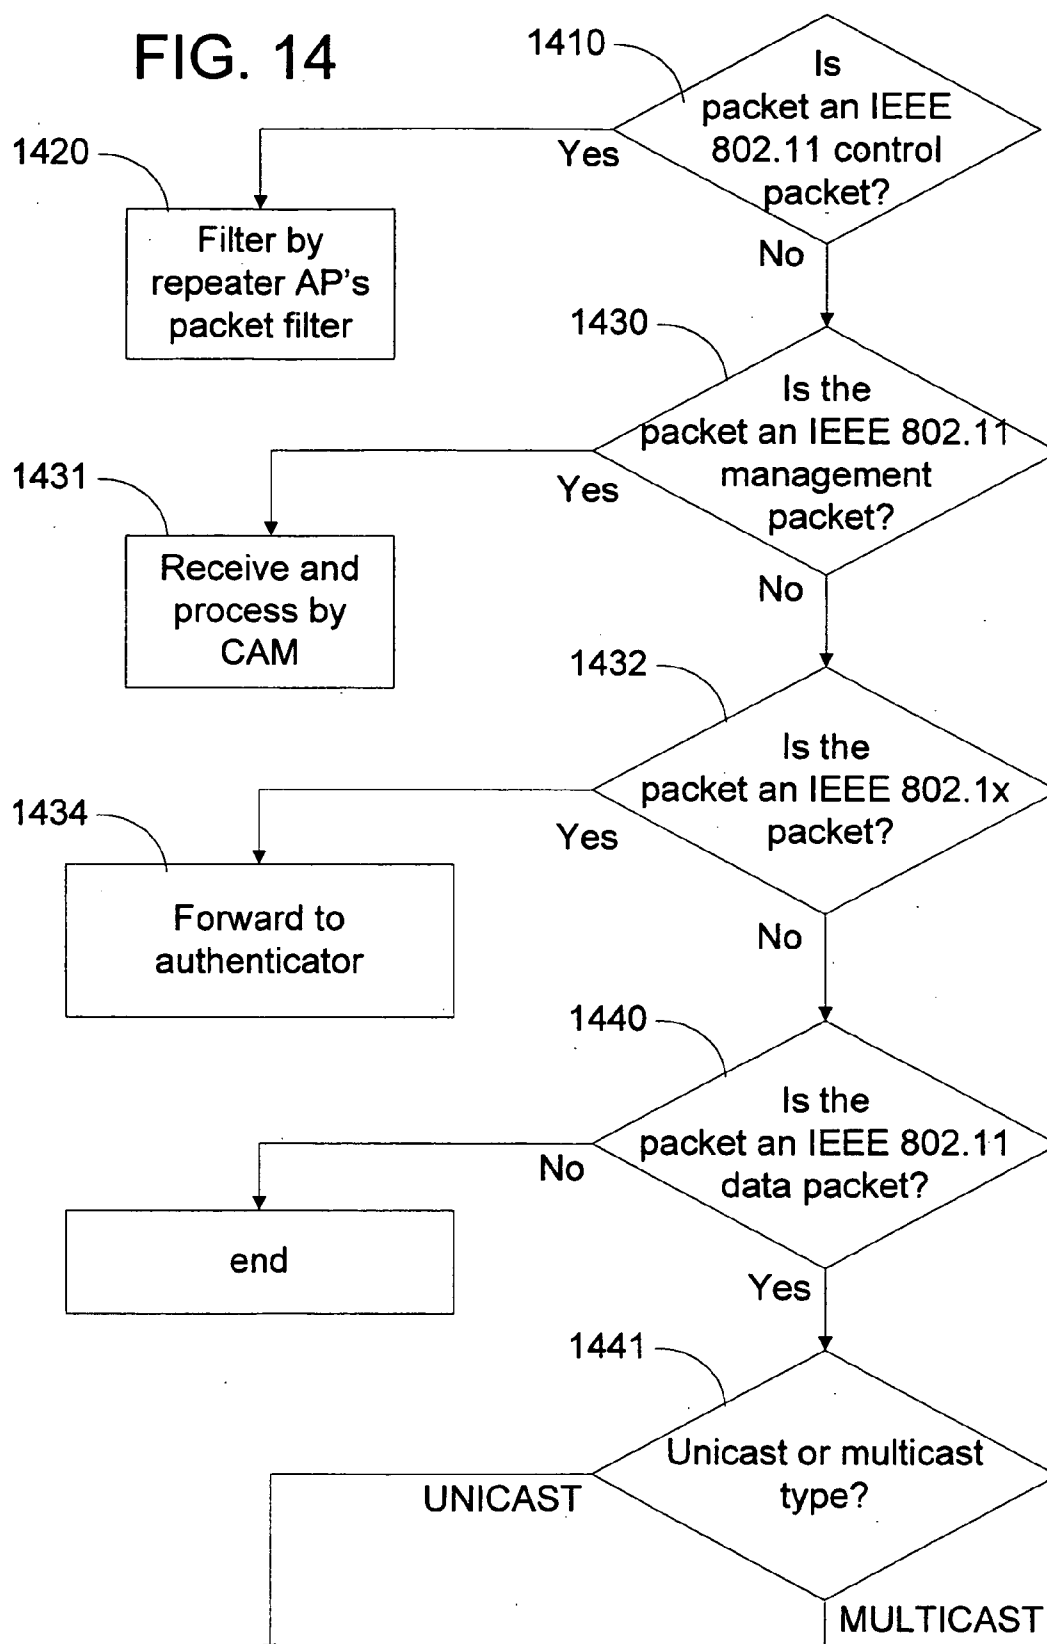 FIG. 14
1410
Is
packet an IEEE
802.11 control
packet?
Yes
No
1420
Filter by
repeater AP's
packet filter
1430
Is the
packet an IEEE 802.11
management
packet?
Yes
No
1431
Receive and
process by
CAM
1432
Is the
packet an IEEE 802.1x
packet?
Yes
No
1434
Forward to
authenticator
1440
Is the
packet an IEEE 802.11
data packet?
No
Yes
end
1441
Unicast or multicast
type?
UNICAST
MULTICAST